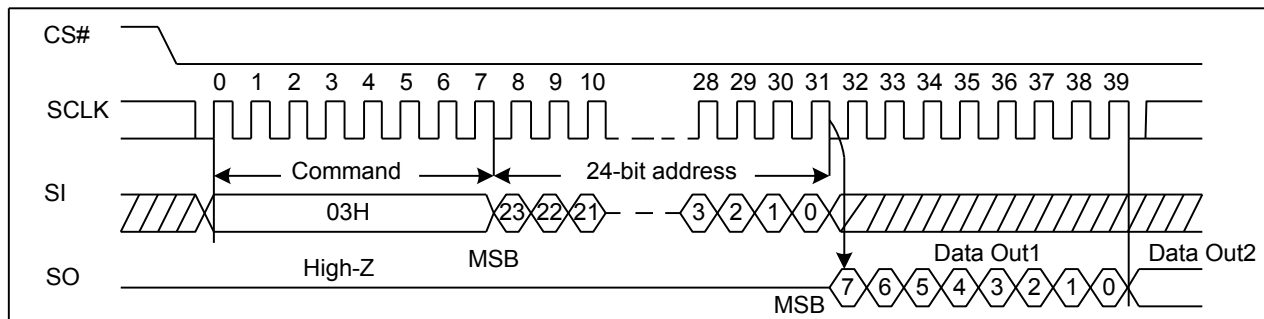 CS#
0 1 2 3 4 5 6 7 8 9 10 28 29 30 31 32 33 34 35 36 37 38 39
SCLK
Command 24-bit address
SI
03H 23 22 21 3 2 1 0
High-Z MSB Data Out1 Data Out2
SO
MSB 7 6 5 4 3 2 1 0